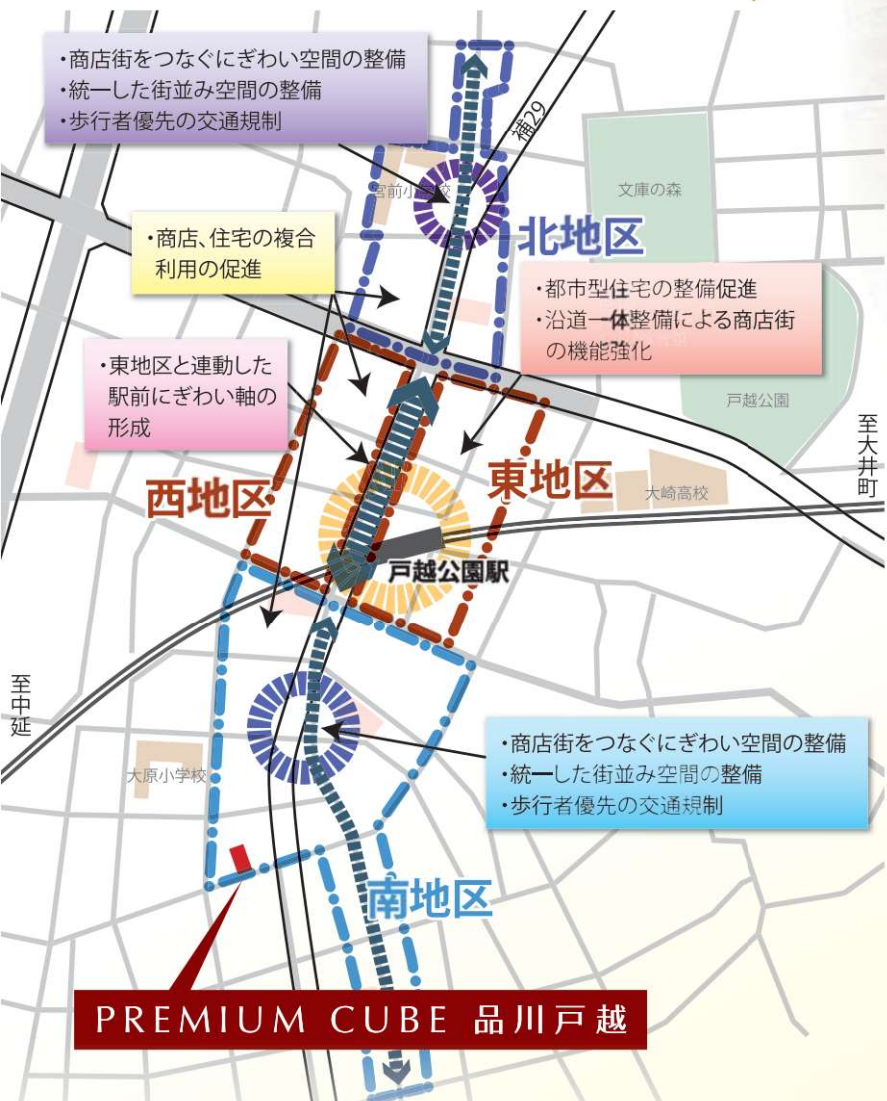 ・商店街をつなぐにぎわい空間の整備
・統一した街並み空間の整備
・歩行者優先の交通規制
補29
宮前小学校
文庫の森
北地区
・商店、住宅の複合
利用の促進
・都市型住宅の整備促進
・沿道一体整備による商店街
の機能強化
・東地区と連動した
駅前にぎわい軸の
形成
戸越公園
至大井町
西地区
東地区
大崎高校
戸越公園駅
至中延
・商店街をつなぐにぎわい空間の整備
・統一した街並み空間の整備
・歩行者優先の交通規制
大原小学校
南地区
PREMIUM CUBE 品川戸越